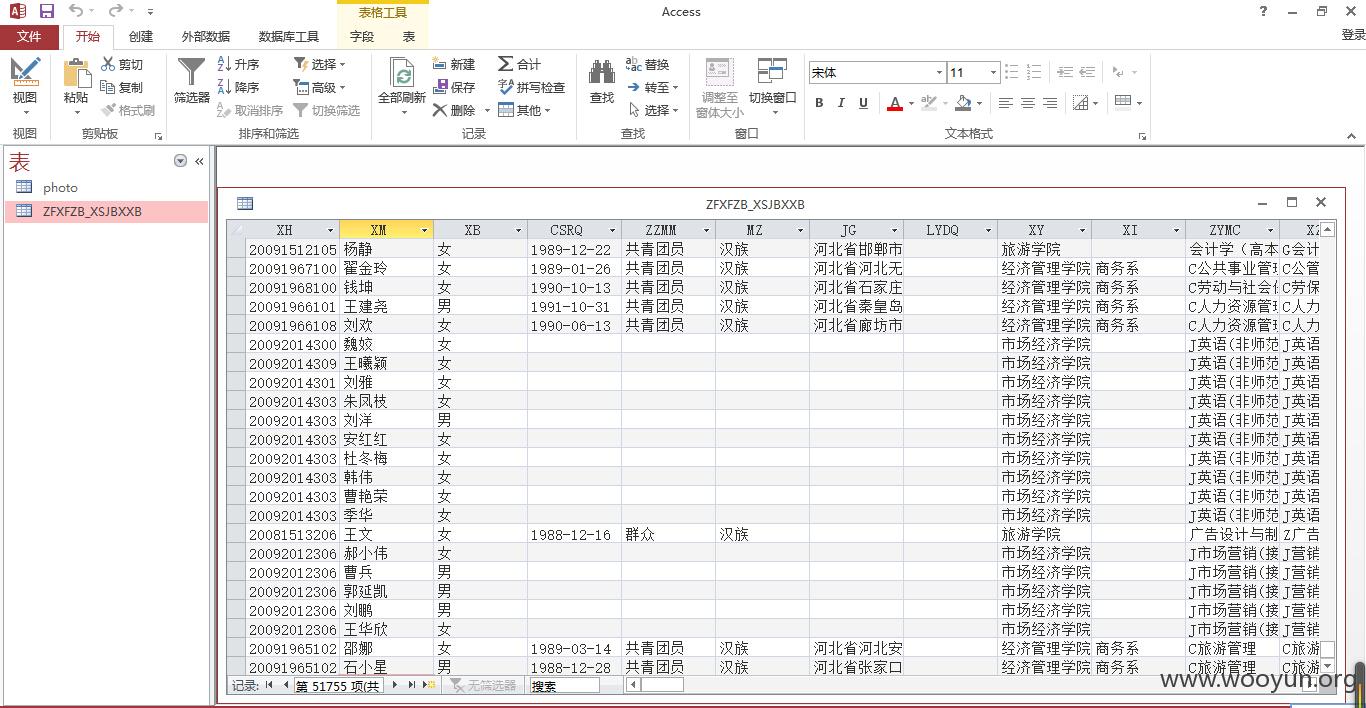 Access
表格工具
登录
文件 开始 创建 外部数据 数据库工具 字段 表
视图 粘贴 剪切 复制 格式刷
筛选器 升序 降序 取消排序 选择 高级 切换筛选
全部刷新 新建 保存 删除 合计 拼写检查 其他
查找 替换 转至 选择
调整至窗体大小 切换窗口
宋体 11
B I U A
视图 剪贴板 排序和筛选 记录 查找 窗口 文本格式
表
photo
ZFXFZB_XSJBXXB
ZFXFZB_XSJBXXB
XH XM XB CSRQ ZZMM MZ JG LYDQ XY XI ZYMC XZ
20091512105 杨静 女 1989-12-22 共青团员 汉族 河北省邯郸市 旅游学院 会计学（高本 G会计
20091967100 翟金玲 女 1989-01-26 共青团员 汉族 河北省河北无 经济管理学院 商务系 C公共事业管 C公管
20091968100 钱坤 女 1990-10-13 共青团员 汉族 河北省石家庄 经济管理学院 商务系 C劳动与社会 C劳保
20091966101 王建尧 男 1991-10-31 共青团员 汉族 河北省秦皇岛 经济管理学院 商务系 C人力资源管 C人力
20091966108 刘欢 女 1990-06-13 共青团员 汉族 河北省廊坊市 经济管理学院 商务系 C人力资源管 C人力
20092014300 魏姣 女 市场经济学院 J英语(非师范 J英语
20092014309 王曦颖 女 市场经济学院 J英语(非师范 J英语
20092014301 刘雅 女 市场经济学院 J英语(非师范 J英语
20092014303 朱凤枝 女 市场经济学院 J英语(非师范 J英语
20092014303 刘洋 男 市场经济学院 J英语(非师范 J英语
20092014303 安红红 女 市场经济学院 J英语(非师范 J英语
20092014303 杜冬梅 女 市场经济学院 J英语(非师范 J英语
20092014303 韩伟 女 市场经济学院 J英语(非师范 J英语
20092014303 曹艳荣 女 市场经济学院 J英语(非师范 J英语
20092014303 季华 女 市场经济学院 J英语(非师范 J英语
20081513206 王文 女 1988-12-16 群众 汉族 旅游学院 广告设计与制 Z广告
20092012306 郝小伟 女 市场经济学院 J市场营销(接 J营销
20092012306 曹兵 男 市场经济学院 J市场营销(接 J营销
20092012306 郭延凯 男 市场经济学院 J市场营销(接 J营销
20092012306 刘鹏 男 市场经济学院 J市场营销(接 J营销
20092012306 王华欣 女 市场经济学院 J市场营销(接 J营销
20091965102 邵娜 女 1989-03-14 共青团员 汉族 河北省河北安 经济管理学院 商务系 C旅游管理 C旅游
20091965102 石小星 男 1988-12-28 共青团员 汉族 河北省张家口 经济管理学院 商务系 C旅游管理 C旅游
记录: 第 51755 项(共 无筛选器 搜索
www.wooyun.org